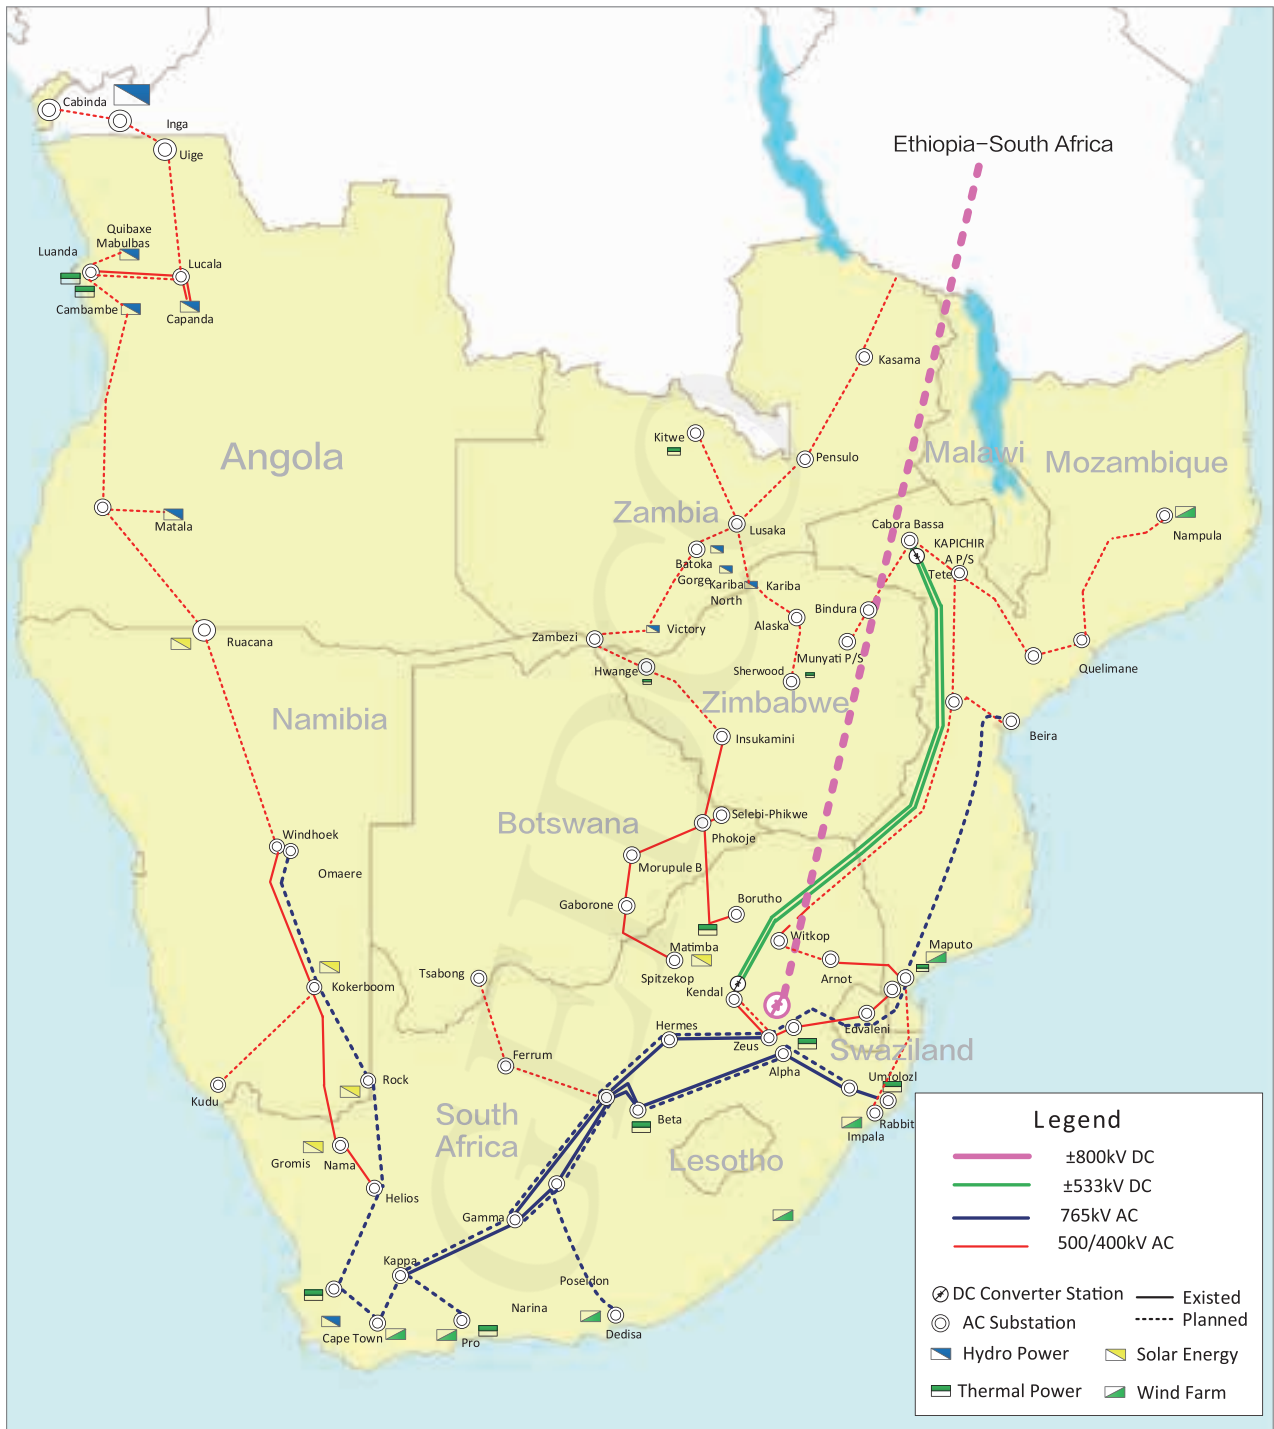 Cabinda
Inga
Uige
Ethiopia–South Africa
Quibaxe
Mabulbas
Luanda
Lucala
Cambambe
Capanda
Kasama
Kitwe
Pensulo
Angola
Malawi
Mozambique
Zambia
Matala
Lusaka
Cabora Bassa
KAPICHIR
A P/S
Nampula
Batoka
Gorge
Kariba
North
Kariba
Tete
Bindura
Alaska
Victory
Zambezi
Ruacana
Munyati P/S
Hwange
Sherwood
Quelimane
Zimbabwe
Namibia
Insukamini
Beira
Selebi-Phikwe
Botswana
Phokoje
Windhoek
Omaere
Morupule B
Borutho
Gaborone
Witkop
Matimba
Maputo
Spitzekop
Tsabong
Arnot
Kokerboom
Kendal
Hermes
Zeus
Edvaleni
Swaziland
Ferrum
Alpha
Umfolozl
Rock
Kudu
South
Africa
Beta
Rabbit
Impala
Gromis
Nama
Lesotho
Helios
Gamma
Kappa
Poseidon
Narina
Cape Town
Pro
Dedisa
GEIDCO
Legend
±800kV DC
±533kV DC
765kV AC
500/400kV AC
DC Converter Station
Existed
AC Substation
Planned
Hydro Power
Solar Energy
Thermal Power
Wind Farm